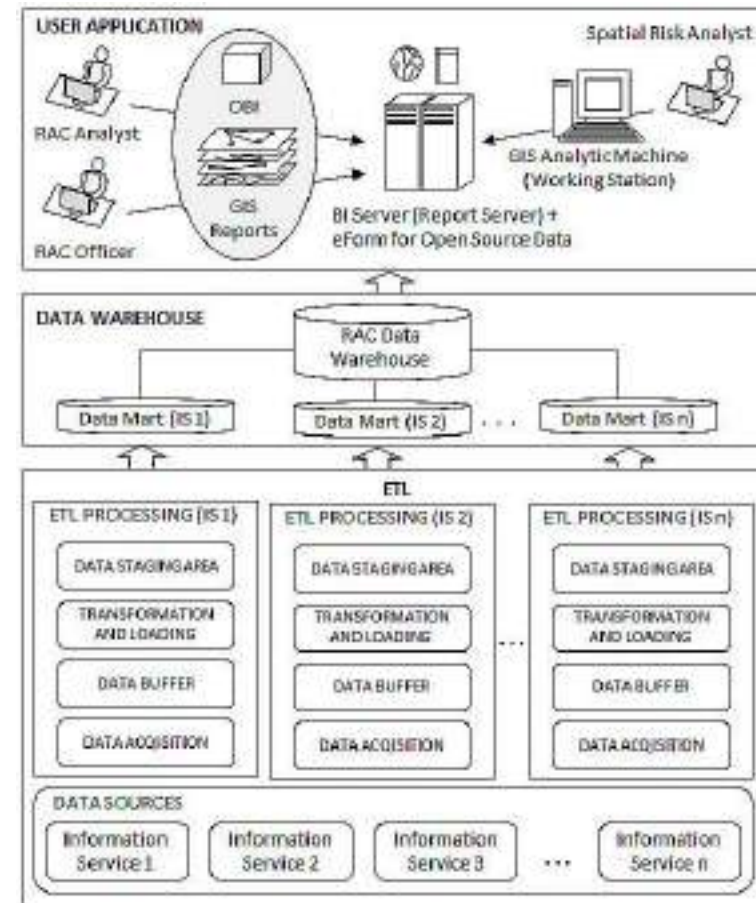 USER APPLICATION
Spatial Risk Analyst
OBI
RAC Analyst
GIS
Reports
RAC Officer
GIS Analytic Machine
(Working Station)
BI Server (Report Server) +
eForm for Open Source Data
DATA WAREHOUSE
RAC Data
Warehouse
Data Mart (IS 1)
Data Mart (IS 2)
. . .
Data Mart (IS n)
ETL
ETL PROCESSING (IS 1)
DATA STAGING AREA
TRANSFORMATION
AND LOADING
DATA BUFFER
DATA ACQISITION
ETL PROCESSING (IS 2)
DATA STAGING AREA
TRANSFORMATION
AND LOADING
DATA BUFFER
DATA ACQISITION
...
ETL PROCESSING (IS n)
DATA STAGING AREA
TRANSFORMATION
AND LOADING
DATA BUFFER
DATA ACQISITION
DATA SOURCES
Information
Service 1
Information
Service 2
Information
Service 3
...
Information
Service n